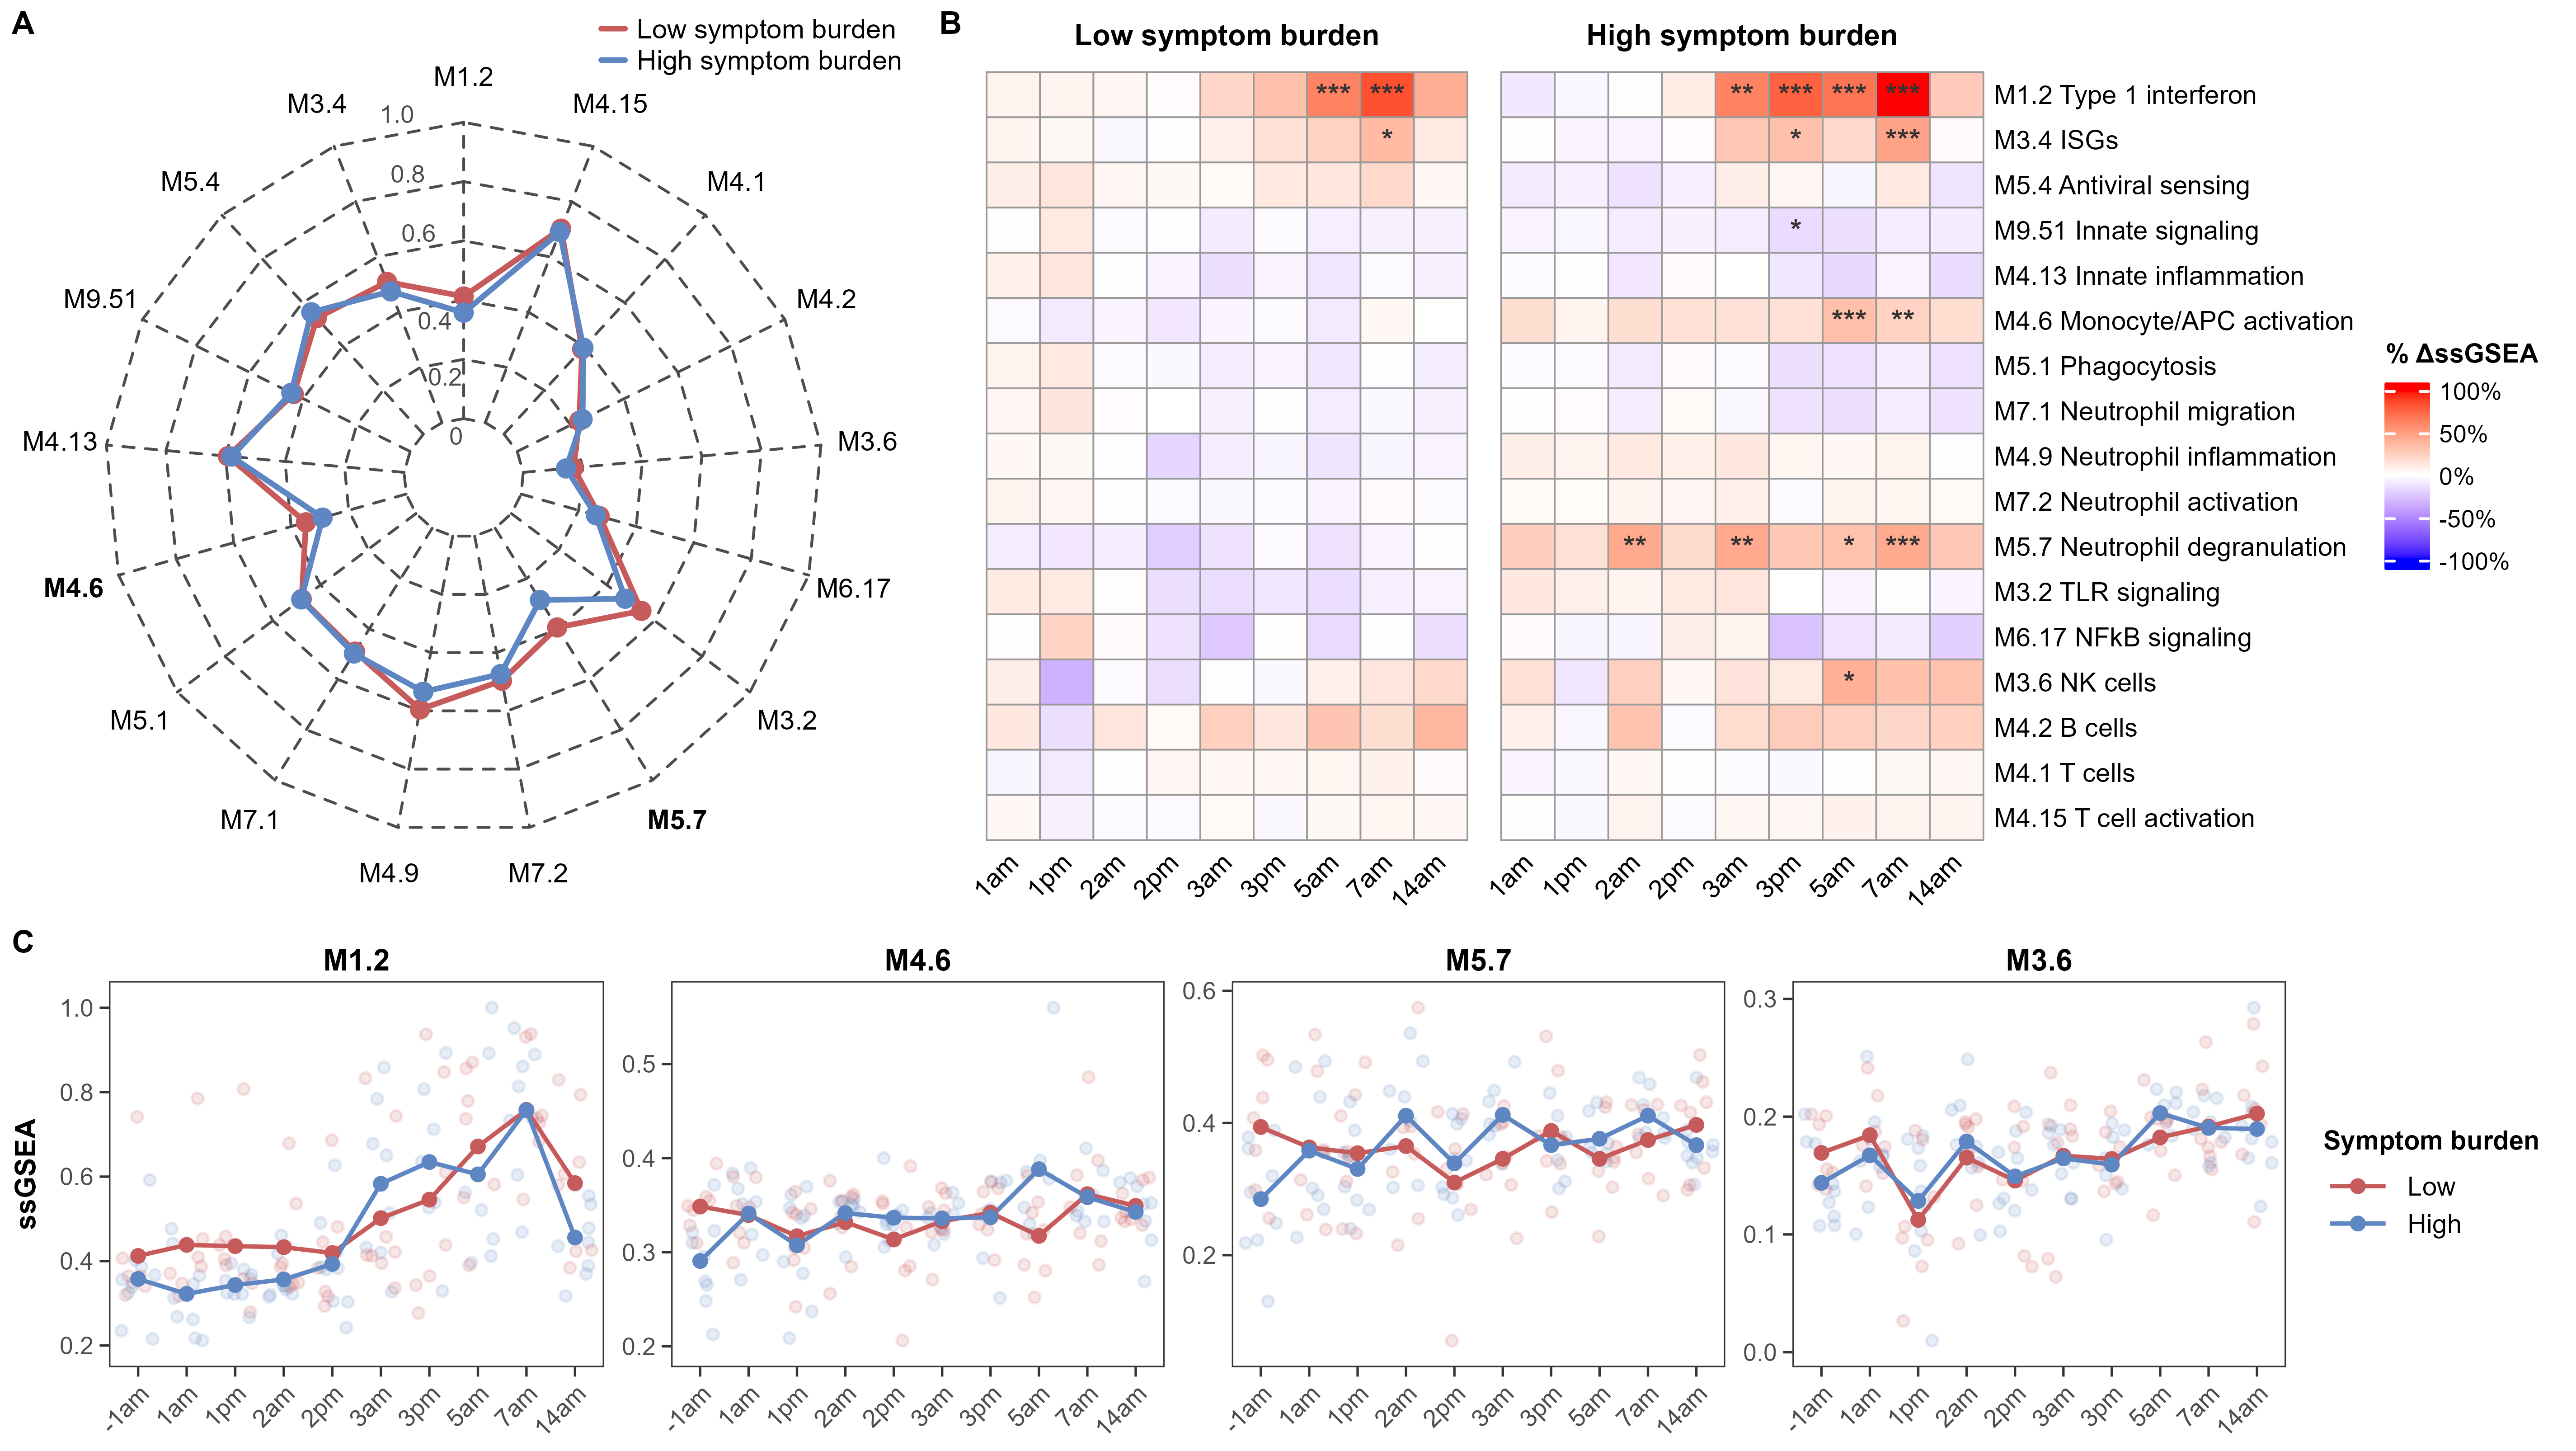 A
Low symptom burden
High symptom burden
M1.2
M4.15
M4.1
M4.2
M3.6
M6.17
M3.2
M5.7
M7.2
M4.9
M7.1
M5.1
M4.6
M4.13
M9.51
M5.4
M3.4
1.0
0.8
0.6
0.4
0.2
0
B
Low symptom burden
High symptom burden
*** ***
** *** *** ***
M1.2 Type 1 interferon
*
* ***
M3.4 ISGs
M5.4 Antiviral sensing
*
M9.51 Innate signaling
M4.13 Innate inflammation
*** **
M4.6 Monocyte/APC activation
M5.1 Phagocytosis
M7.1 Neutrophil migration
M4.9 Neutrophil inflammation
M7.2 Neutrophil activation
** ** * ***
M5.7 Neutrophil degranulation
M3.2 TLR signaling
M6.17 NFkB signaling
*
M3.6 NK cells
M4.2 B cells
M4.1 T cells
M4.15 T cell activation
1am 1pm 2am 2pm 3am 3pm 5am 7am 14am
1am 1pm 2am 2pm 3am 3pm 5am 7am 14am
% ΔssGSEA
100%
50%
0%
-50%
-100%
C
ssGSEA
M1.2
1.0
0.8
0.6
0.4
0.2
-1am 1am 1pm 2am 2pm 3am 3pm 5am 7am 14am
M4.6
0.5
0.4
0.3
0.2
-1am 1am 1pm 2am 2pm 3am 3pm 5am 7am 14am
M5.7
0.6
0.4
0.2
-1am 1am 1pm 2am 2pm 3am 3pm 5am 7am 14am
M3.6
0.3
0.2
0.1
0.0
-1am 1am 1pm 2am 2pm 3am 3pm 5am 7am 14am
Symptom burden
Low
High